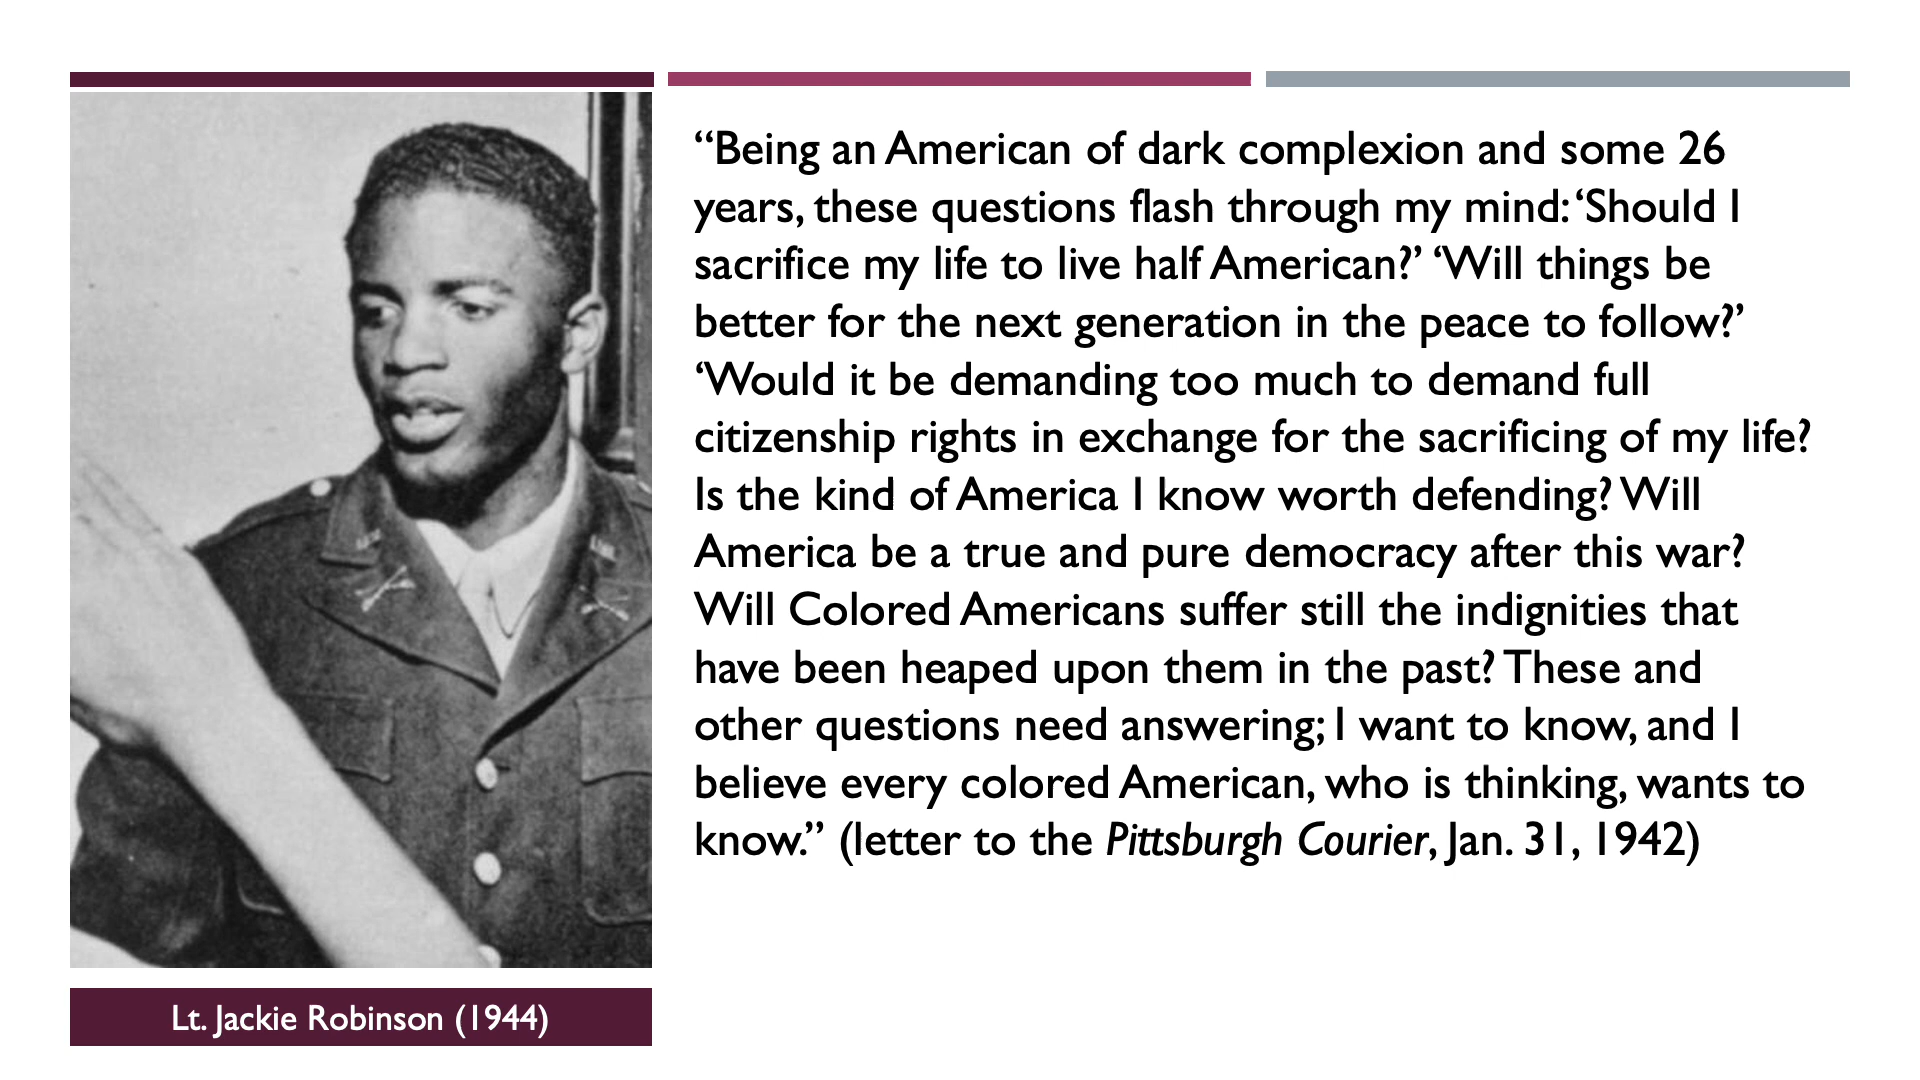 “Being an American of dark complexion and some 26
years, these questions flash through my mind: ‘Should I
sacrifice my life to live half American?’ ‘Will things be
better for the next generation in the peace to follow?’
‘Would it be demanding too much to demand full
citizenship rights in exchange for the sacrificing of my life?
Is the kind of America I know worth defending? Will
America be a true and pure democracy after this war?
Will Colored Americans suffer still the indignities that
have been heaped upon them in the past? These and
other questions need answering; I want to know, and I
believe every colored American, who is thinking, wants to
know.” (letter to the Pittsburgh Courier, Jan. 31, 1942)
Lt. Jackie Robinson (1944)